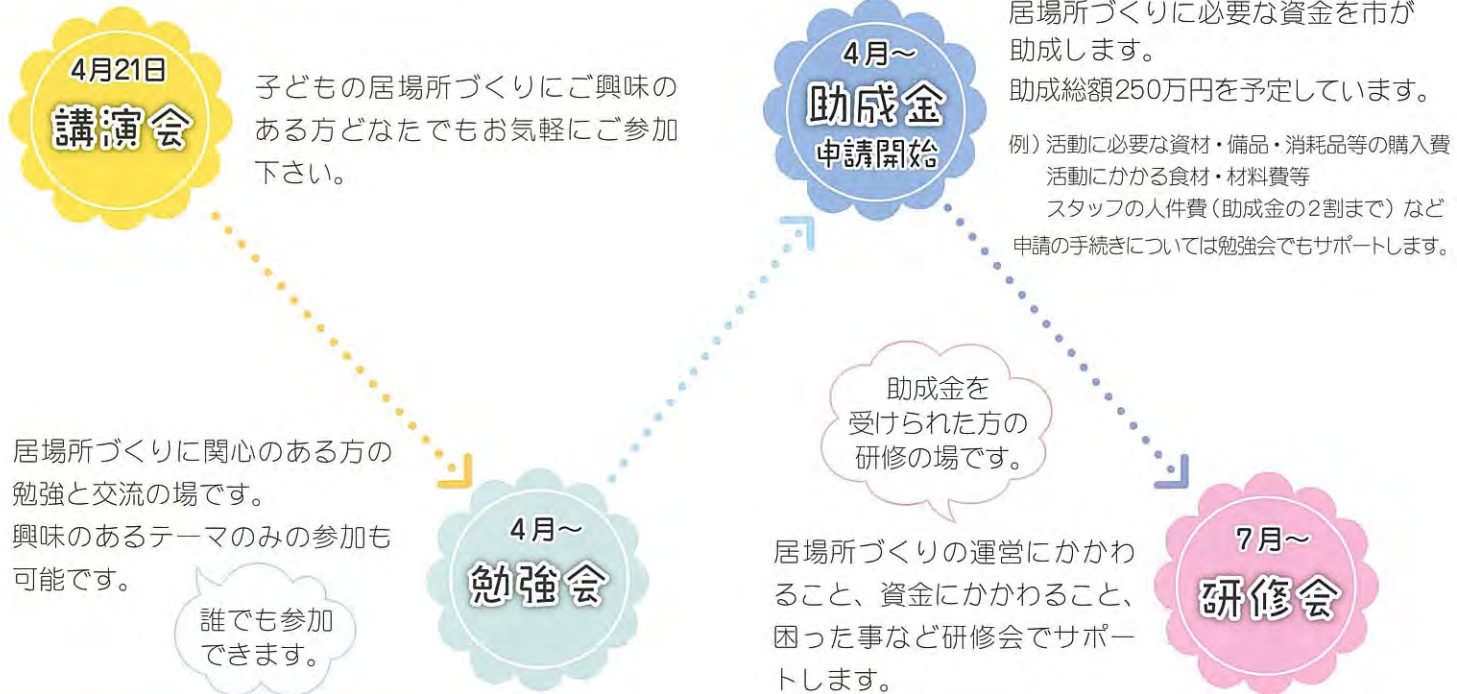 4月21日
講演会
子どもの居場所づくりにご興味の
ある方どなたでもお気軽にご参加
下さい。
居場所づくりに関心のある方の
勉強と交流の場です。
興味のあるテーマのみの参加も
可能です。
誰でも参加
できます。
4月～
勉強会
4月～
助成金
申請開始
居場所づくりに必要な資金を市が
助成します。
助成総額250万円を予定しています。
例）活動に必要な資材・備品・消耗品等の購入費
活動にかかる食材・材料費等
スタッフの人件費（助成金の2割まで）など
申請の手続きについては勉強会でもサポートします。
助成金を
受けられた方の
研修の場です。
居場所づくりの運営にかかわ
ること、資金にかかわること、
困った事など研修会でサポー
トします。
7月～
研修会